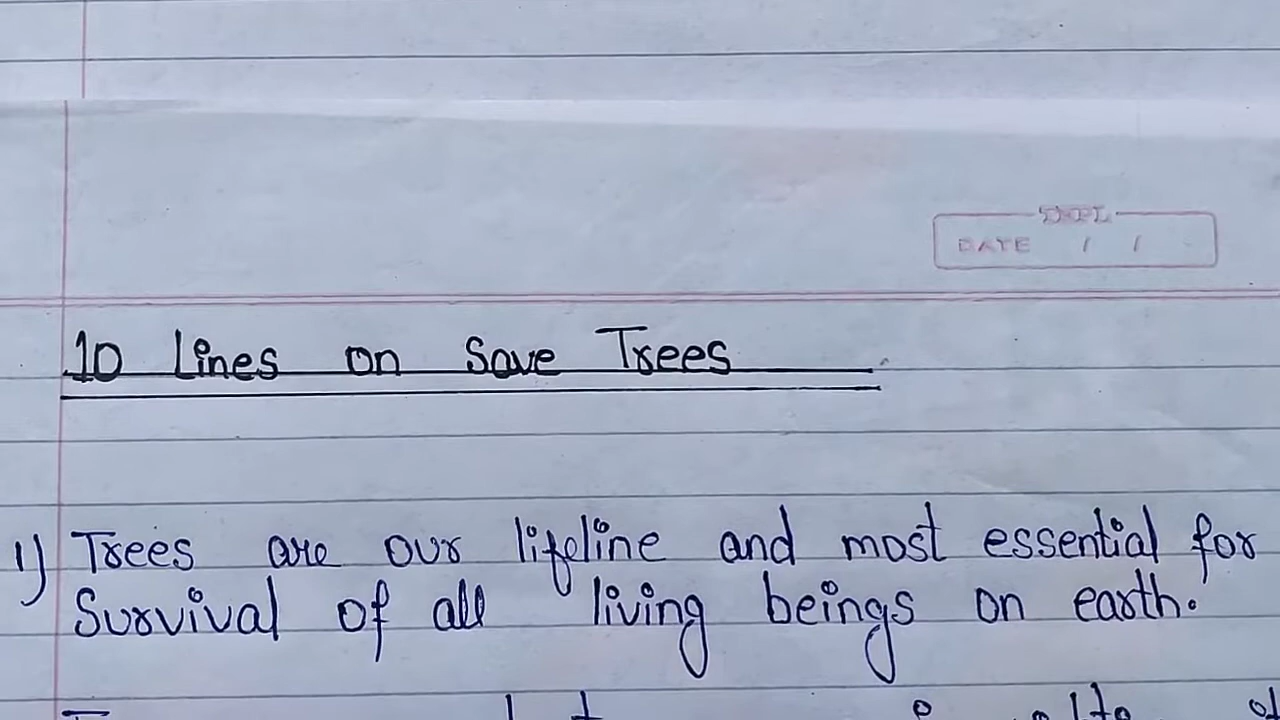 DATE / /
10 Lines on Save Trees
1) Trees are our lifeline and most essential for
Survival of all living beings on earth.